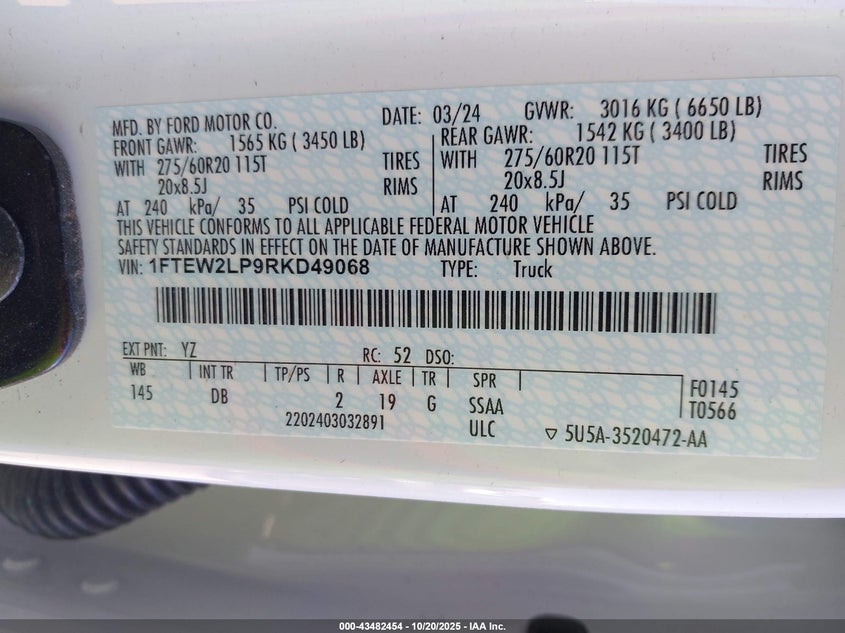 MFD. BY FORD MOTOR CO. DATE: 03/24 GVWR: 3016 KG ( 6650 LB)
FRONT GAWR: 1565 KG ( 3450 LB) REAR GAWR: 1542 KG ( 3400 LB)
WITH 275/60R20 115T TIRES WITH 275/60R20 115T TIRES
20x8.5J RIMS 20x8.5J RIMS
AT 240 kPa/ 35 PSI COLD AT 240 kPa/ 35 PSI COLD
THIS VEHICLE CONFORMS TO ALL APPLICABLE FEDERAL MOTOR VEHICLE
SAFETY STANDARDS IN EFFECT ON THE DATE OF MANUFACTURE SHOWN ABOVE.
VIN: 1FTEW2LP9RKD49068 TYPE: Truck
EXT PNT: YZ RC: 52 DSO:
WB INT TR TP/PS R AXLE TR SPR F0145
145 DB 2 19 G SSAA T0566
2202403032891 ULC ▽ 5U5A-3520472-AA
000-43482454 - 10/20/2025 - IAA Inc.